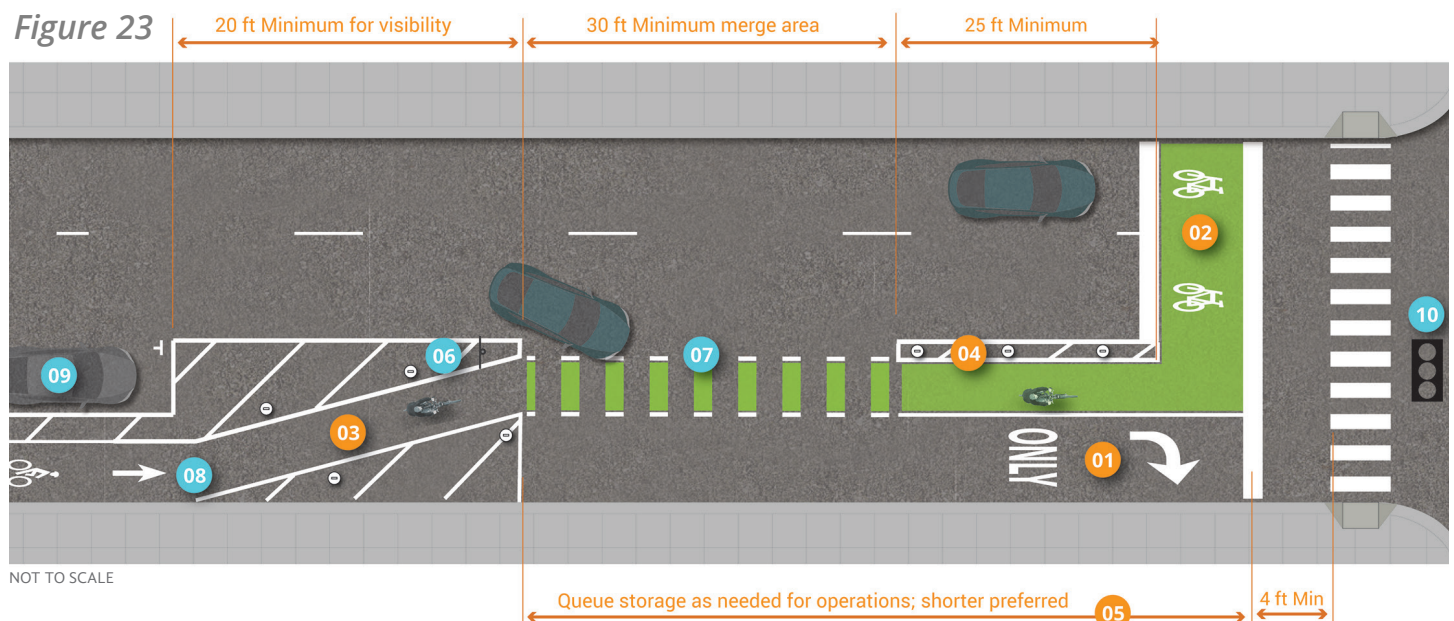 Figure 23
20 ft Minimum for visibility
30 ft Minimum merge area
25 ft Minimum
02
10
04
07
06
09
03
01
ONLY
08
NOT TO SCALE
Queue storage as needed for operations; shorter preferred
05
4 ft Min